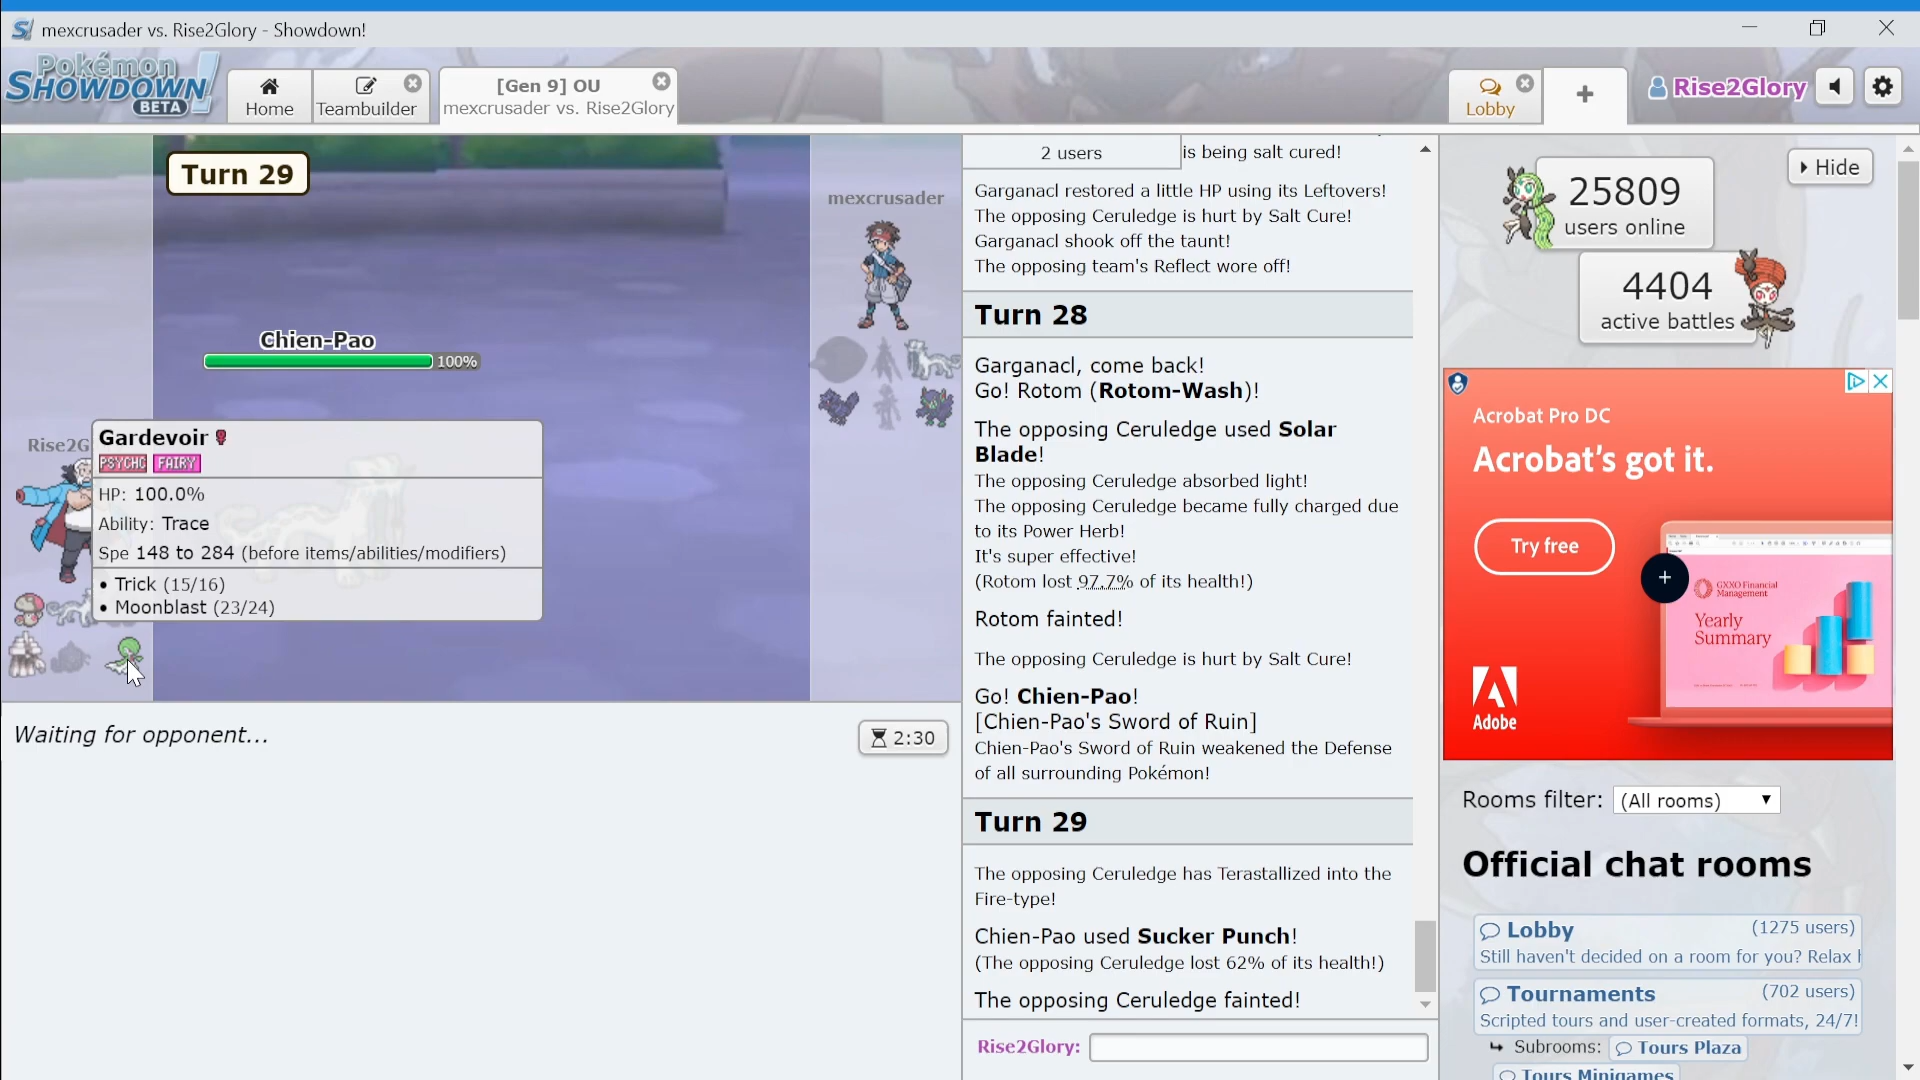 mexcrusader vs. Rise2Glory - Showdown!
Pokémon
SHOWDOWN!
BETA
Home
Teambuilder
[Gen 9] OU
mexcrusader vs. Rise2Glory
Lobby
+
Rise2Glory
Turn 29
mexcrusader
Chien-Pao
100%
Rise2G
Gardevoir
PSYCHC FAIRY
HP: 100.0%
Ability: Trace
Spe 148 to 284 (before items/abilities/modifiers)
• Trick (15/16)
• Moonblast (23/24)
Waiting for opponent...
2:30
2 users
is being salt cured!
Garganacl restored a little HP using its Leftovers!
The opposing Ceruledge is hurt by Salt Cure!
Garganacl shook off the taunt!
The opposing team's Reflect wore off!
Turn 28
Garganacl, come back!
Go! Rotom (Rotom-Wash)!
The opposing Ceruledge used Solar
Blade!
The opposing Ceruledge absorbed light!
The opposing Ceruledge became fully charged due
to its Power Herb!
It's super effective!
(Rotom lost 97.7% of its health!)
Rotom fainted!
The opposing Ceruledge is hurt by Salt Cure!
Go! Chien-Pao!
[Chien-Pao's Sword of Ruin]
Chien-Pao's Sword of Ruin weakened the Defense
of all surrounding Pokémon!
Turn 29
The opposing Ceruledge has Terastallized into the
Fire-type!
Chien-Pao used Sucker Punch!
(The opposing Ceruledge lost 62% of its health!)
The opposing Ceruledge fainted!
Rise2Glory:
Hide
25809
users online
4404
active battles
Acrobat Pro DC
Acrobat's got it.
Try free
GXXO Financial
Management
Yearly
Summary
Adobe
Rooms filter: (All rooms)
Official chat rooms
Lobby (1275 users)
Still haven't decided on a room for you? Relax
Tournaments (702 users)
Scripted tours and user-created formats, 24/7!
Subrooms: Tours Plaza
Tours Minigames